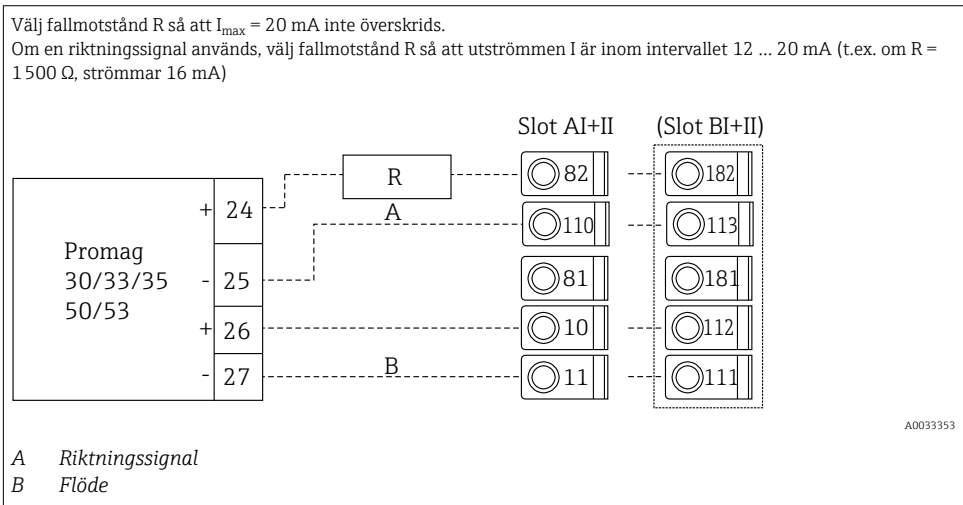 Välj fallmotstånd R så att Imax = 20 mA inte överskrids.
Om en riktningssignal används, välj fallmotstånd R så att utströmmen I är inom intervallet 12 ... 20 mA (t.ex. om R =
1 500 Ω, strömmar 16 mA)
Slot AI+II (Slot BI+II)
R 82 182
+ 24
A 110 113
Promag
30/33/35
50/53
- 25 81 181
+ 26 10 112
- 27 B 11 111
A0033353
A Riktningssignal
B Flöde